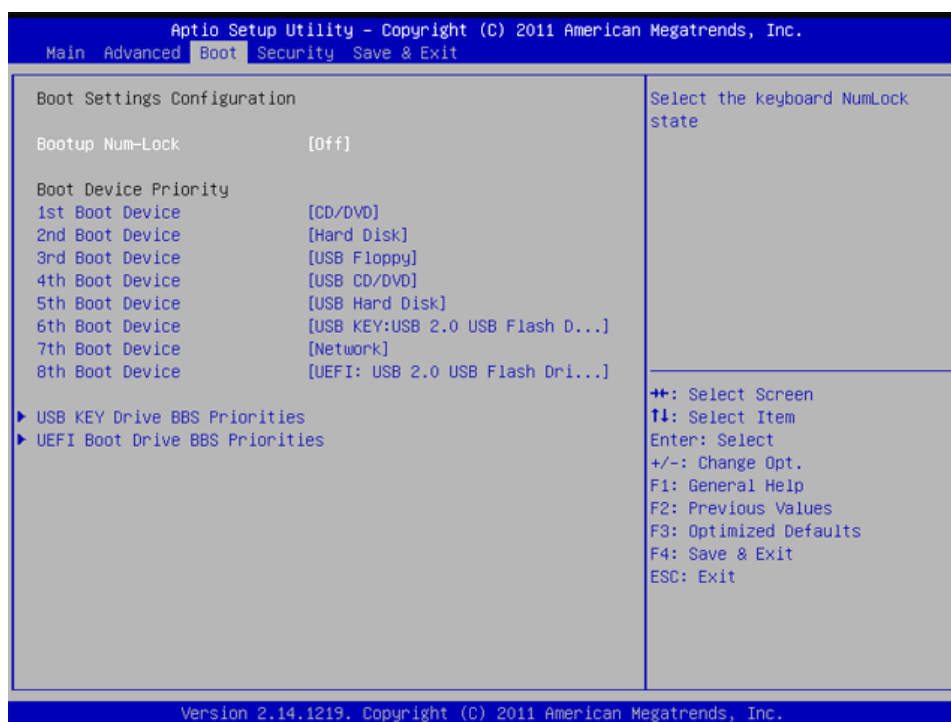 Aptio Setup Utility – Copyright (C) 2011 American Megatrends, Inc.
Main Advanced Boot Security Save & Exit
Boot Settings Configuration
Bootup Num-Lock [Off]
Boot Device Priority
1st Boot Device [CD/DVD]
2nd Boot Device [Hard Disk]
3rd Boot Device [USB Floppy]
4th Boot Device [USB CD/DVD]
5th Boot Device [USB Hard Disk]
6th Boot Device [USB KEY:USB 2.0 USB Flash D...]
7th Boot Device [Network]
8th Boot Device [UEFI: USB 2.0 USB Flash Dri...]
USB KEY Drive BBS Priorities
UEFI Boot Drive BBS Priorities
Select the keyboard NumLock
state
→←: Select Screen
↑↓: Select Item
Enter: Select
+/-: Change Opt.
F1: General Help
F2: Previous Values
F3: Optimized Defaults
F4: Save & Exit
ESC: Exit
Version 2.14.1219. Copyright (C) 2011 American Megatrends, Inc.